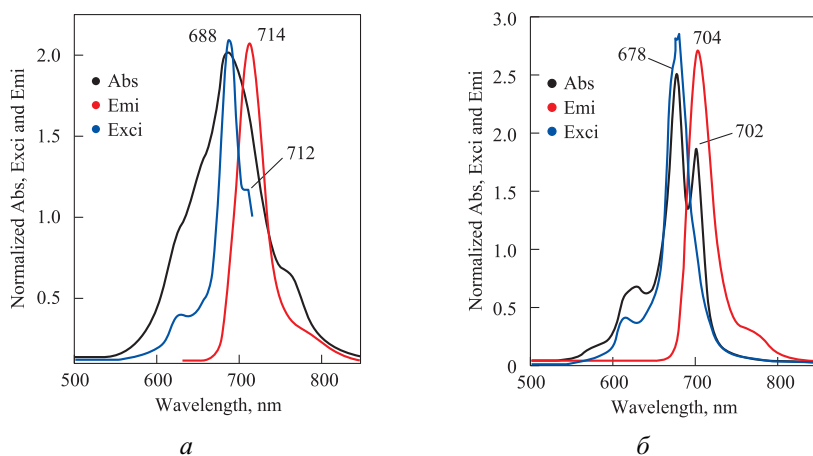 688
714
712
2.0
1.5
1.0
0.5
Abs
Emi
Exci
Normalized Abs, Exci and Emi
500
600
700
800
Wavelength, nm
а
3.0
2.5
2.0
1.5
1.0
0.5
0
678
704
702
Abs
Emi
Exci
Normalized Abs, Exci and Emi
500
600
700
800
Wavelength, nm
б